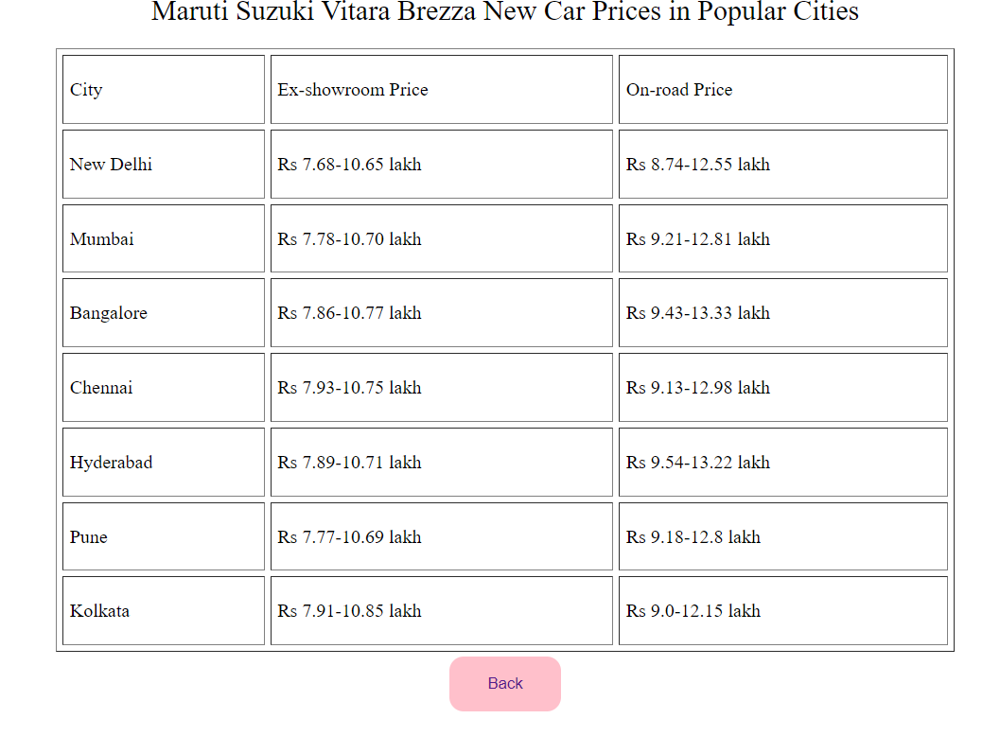 Maruti Suzuki Vitara Brezza New Car Prices in Popular Cities
City Ex-showroom Price On-road Price
New Delhi Rs 7.68-10.65 lakh Rs 8.74-12.55 lakh
Mumbai Rs 7.78-10.70 lakh Rs 9.21-12.81 lakh
Bangalore Rs 7.86-10.77 lakh Rs 9.43-13.33 lakh
Chennai Rs 7.93-10.75 lakh Rs 9.13-12.98 lakh
Hyderabad Rs 7.89-10.71 lakh Rs 9.54-13.22 lakh
Pune Rs 7.77-10.69 lakh Rs 9.18-12.8 lakh
Kolkata Rs 7.91-10.85 lakh Rs 9.0-12.15 lakh
Back